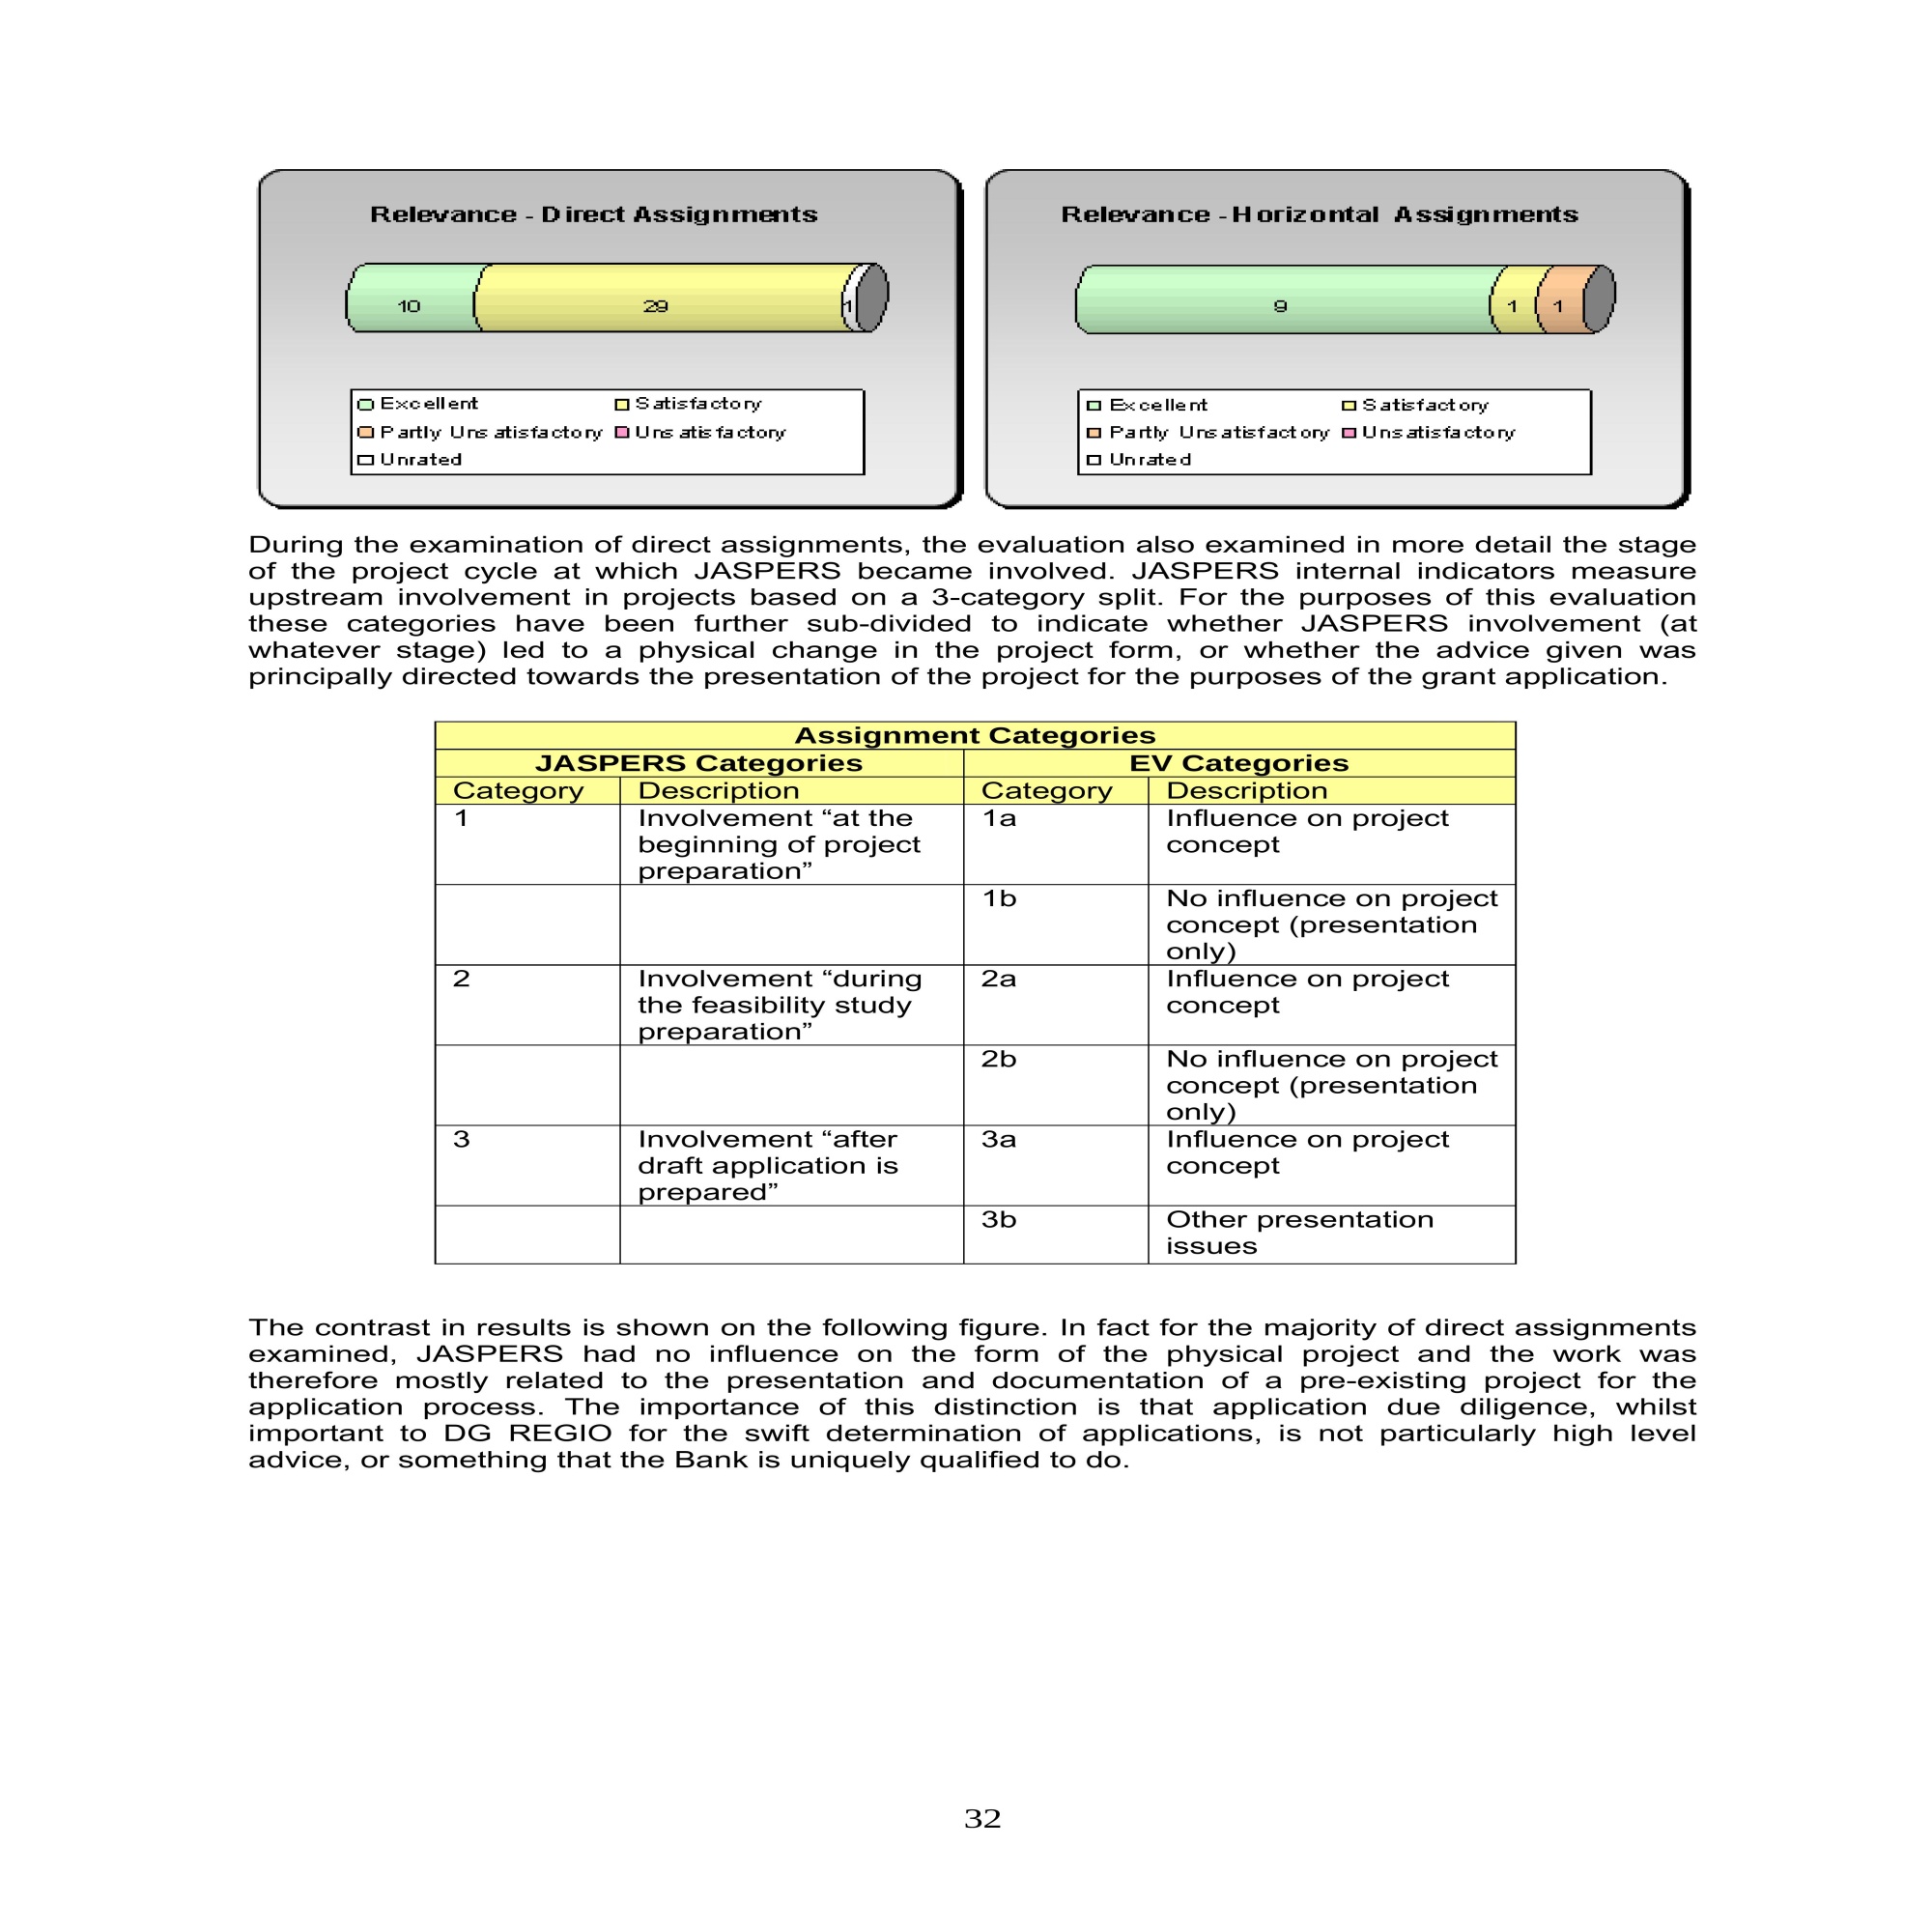 Relevance - Direct Assignments
10 29 1
Excellent Satisfactory
Partly Unsatisfactory Unsatisfactory
Unrated
Relevance - Horizontal Assignments
9 1 1
Excellent Satisfactory
Partly Unsatisfactory Unsatisfactory
Unrated
During the examination of direct assignments, the evaluation also examined in more detail the stage
of the project cycle at which JASPERS became involved. JASPERS internal indicators measure
upstream involvement in projects based on a 3-category split. For the purposes of this evaluation
these categories have been further sub-divided to indicate whether JASPERS involvement (at
whatever stage) led to a physical change in the project form, or whether the advice given was
principally directed towards the presentation of the project for the purposes of the grant application.
Assignment Categories
JASPERS Categories EV Categories
Category Description Category Description
1 Involvement “at the 1a Influence on project
beginning of project concept
preparation”
1b No influence on project
concept (presentation
only)
2 Involvement “during 2a Influence on project
the feasibility study concept
preparation”
2b No influence on project
concept (presentation
only)
3 Involvement “after 3a Influence on project
draft application is concept
prepared”
3b Other presentation
issues
The contrast in results is shown on the following figure. In fact for the majority of direct assignments
examined, JASPERS had no influence on the form of the physical project and the work was
therefore mostly related to the presentation and documentation of a pre-existing project for the
application process. The importance of this distinction is that application due diligence, whilst
important to DG REGIO for the swift determination of applications, is not particularly high level
advice, or something that the Bank is uniquely qualified to do.
32